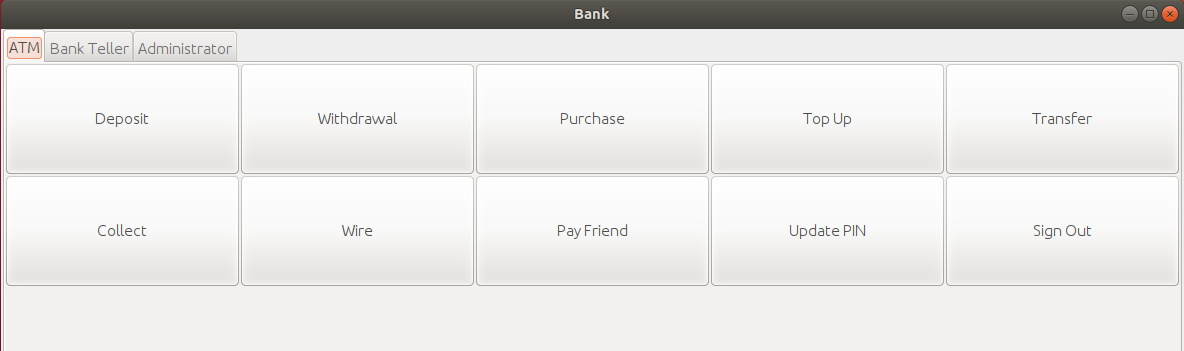 Bank
ATM Bank Teller Administrator
Deposit Withdrawal Purchase Top Up Transfer
Collect Wire Pay Friend Update PIN Sign Out